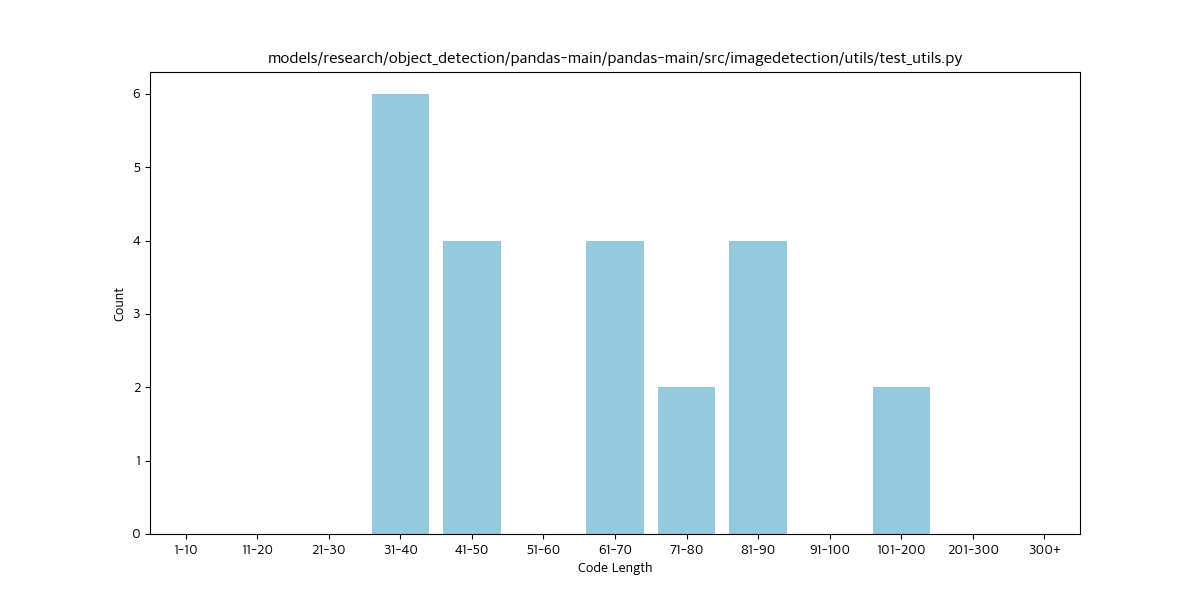 models/research/object_detection/pandas-main/pandas-main/src/imagedetection/utils/test_utils.py
6
5
4
3
2
1
0
Count
1-10 11-20 21-30 31-40 41-50 51-60 61-70 71-80 81-90 91-100 101-200 201-300 300+
Code Length